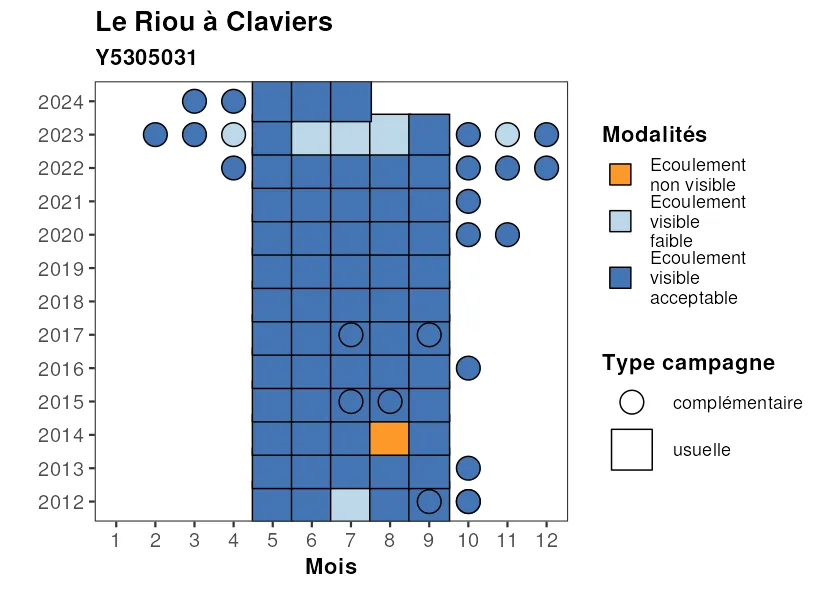 Le Riou à Claviers
Y5305031
2024
2023
2022
2021
2020
2019
2018
2017
2016
2015
2014
2013
2012
1 2 3 4 5 6 7 8 9 10 11 12
Mois
Modalités
Ecoulement
non visible
Ecoulement
visible
faible
Ecoulement
visible
acceptable
Type campagne
complémentaire
usuelle